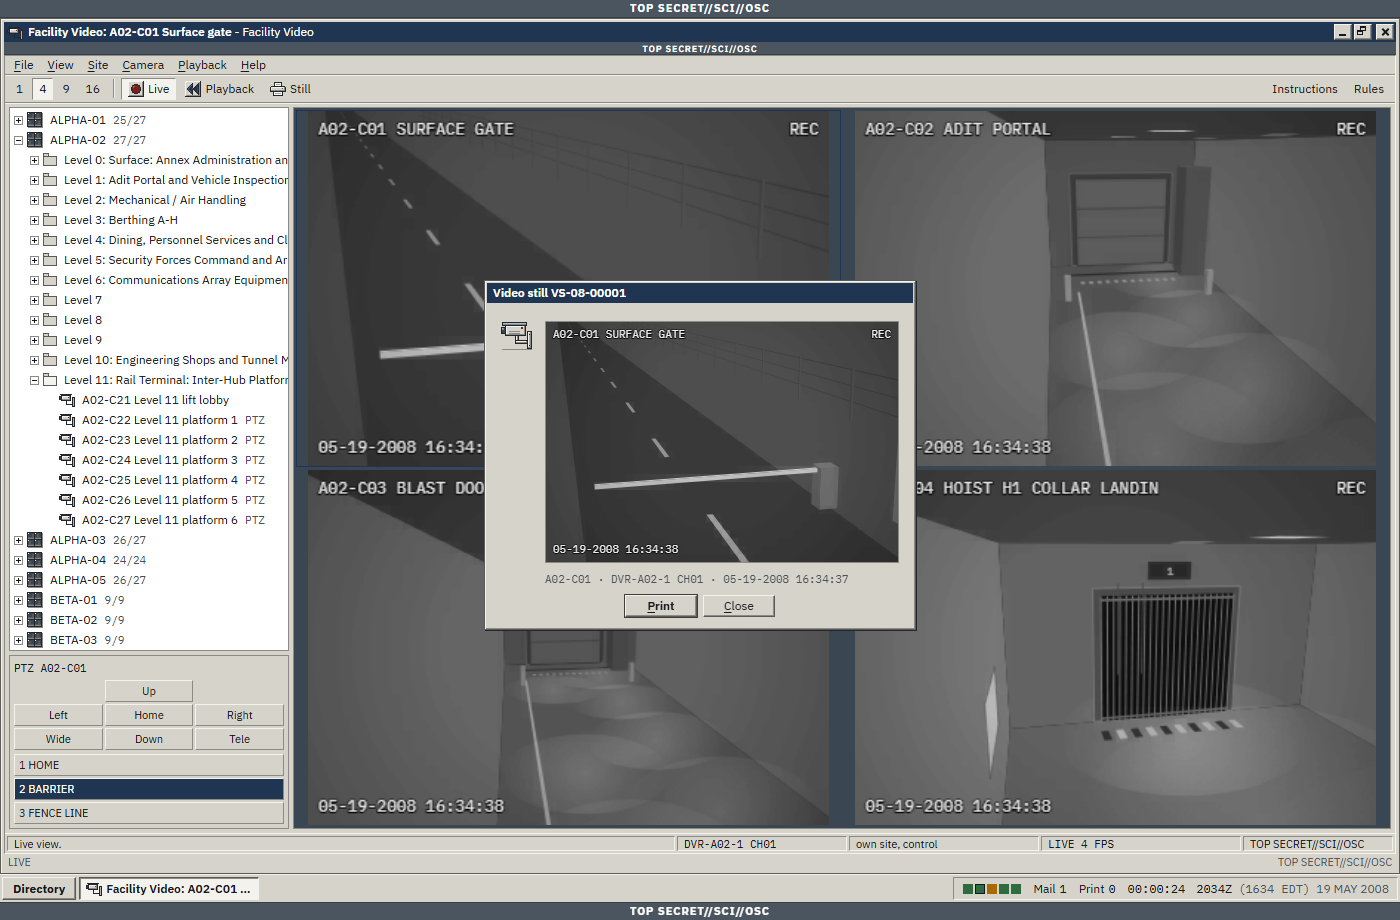 TOP SECRET//SCI//OSC
Facility Video: A02-C01 Surface gate - Facility Video
TOP SECRET//SCI//OSC
File View Site Camera Playback Help
1 4 9 16 Live Playback Still Instructions Rules
ALPHA-01 25/27
ALPHA-02 27/27
Level 0: Surface: Annex Administration an
Level 1: Adit Portal and Vehicle Inspection
Level 2: Mechanical / Air Handling
Level 3: Berthing A-H
Level 4: Dining, Personnel Services and Cl
Level 5: Security Forces Command and Ar
Level 6: Communications Array Equipmen
Level 7
Level 8
Level 9
Level 10: Engineering Shops and Tunnel M
Level 11: Rail Terminal: Inter-Hub Platform
A02-C21 Level 11 lift lobby
A02-C22 Level 11 platform 1 PTZ
A02-C23 Level 11 platform 2 PTZ
A02-C24 Level 11 platform 3 PTZ
A02-C25 Level 11 platform 4 PTZ
A02-C26 Level 11 platform 5 PTZ
A02-C27 Level 11 platform 6 PTZ
ALPHA-03 26/27
ALPHA-04 24/24
ALPHA-05 26/27
BETA-01 9/9
BETA-02 9/9
BETA-03 9/9
PTZ A02-C01
Up
Left Home Right
Wide Down Tele
1 HOME
2 BARRIER
3 FENCE LINE
A02-C01 SURFACE GATE REC
05-19-2008 16:34:
A02-C02 ADIT PORTAL REC
-2008 16:34:38
A02-C03 BLAST DOO
05-19-2008 16:34:38
04 HOIST H1 COLLAR LANDIN REC
1
05-19-2008 16:34:38
Video still VS-08-00001
A02-C01 SURFACE GATE REC
05-19-2008 16:34:38
A02-C01 · DVR-A02-1 CH01 · 05-19-2008 16:34:37
Print Close
Live view. DVR-A02-1 CH01 own site, control LIVE 4 FPS TOP SECRET//SCI//OSC
LIVE TOP SECRET//SCI//OSC
Directory Facility Video: A02-C01 ... Mail 1 Print 0 00:00:24 2034Z (1634 EDT) 19 MAY 2008
TOP SECRET//SCI//OSC